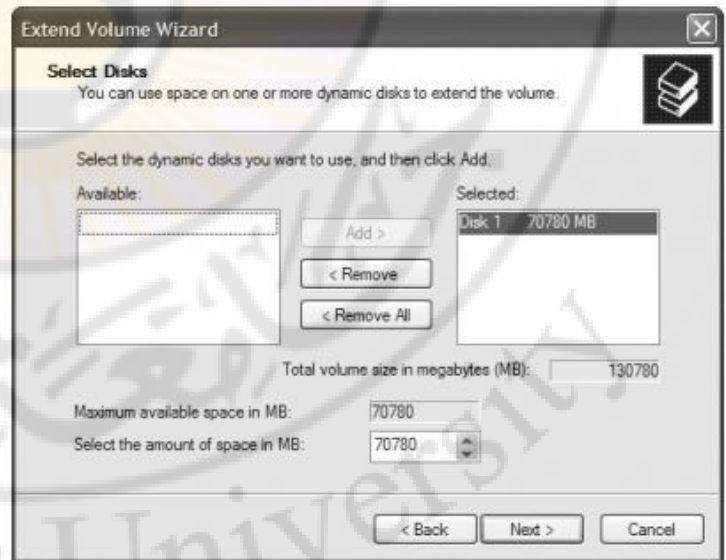 Extend Volume Wizard
Select Disks
You can use space on one or more dynamic disks to extend the volume.
Select the dynamic disks you want to use, and then click Add.
Available:
Selected:
Disk 1 70780 MB
Add >
< Remove
< Remove All
Total volume size in megabytes (MB): 130780
Maximum available space in MB: 70780
Select the amount of space in MB: 70780
< Back Next > Cancel
University